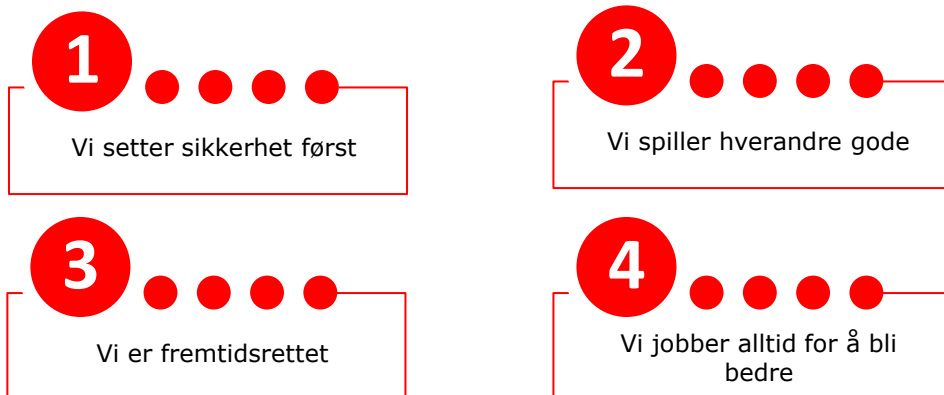 1
Vi setter sikkerhet først
2
Vi spiller hverandre gode
3
Vi er fremtidsrettet
4
Vi jobber alltid for å bli
bedre